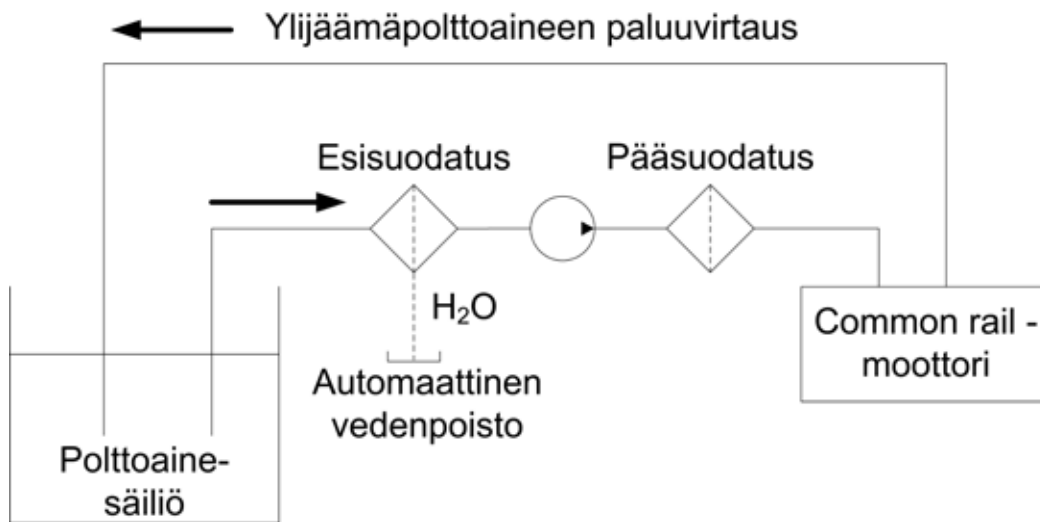 Ylijäämäpolttoaineen paluuvirtaus
Esisuodatus
Pääsuodatus
H₂O
Automaattinen
vedenpoisto
Common rail -
moottori
Polttoaine-
säiliö